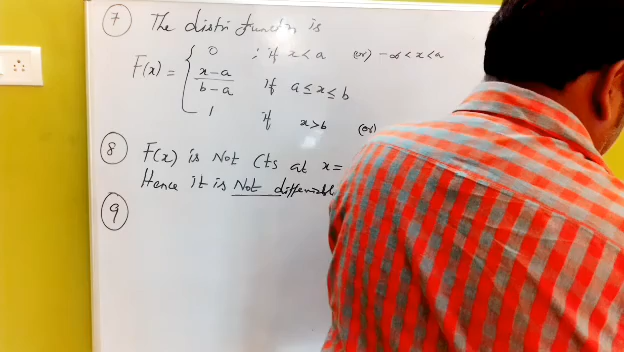 7 The distri function is
F(x) = { 0 ; if x < a (or) -∞ < x < a
x-a / b-a if a ≤ x ≤ b
1 if x > b (or)
8 F(x) is Not Cts at x =
Hence it is Not differenable
9